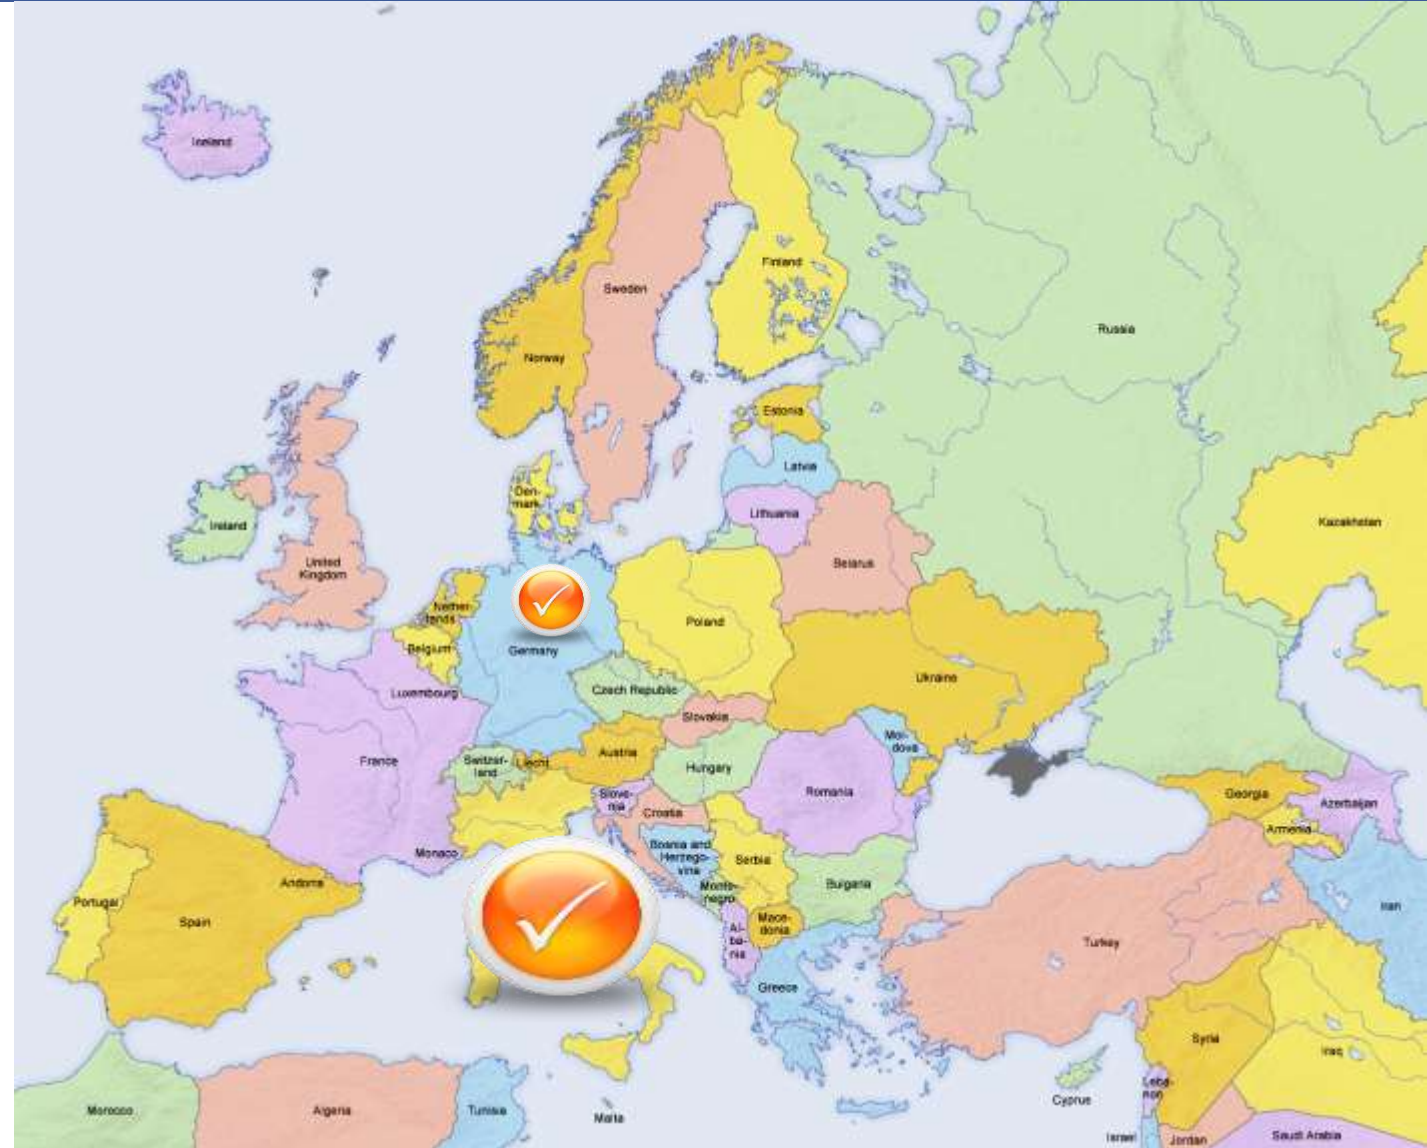 Iceland
Finland
Sweden
Russia
Norway
Estonia
Latvia
Den-
mark
Lithuania
Kazakhstan
Ireland
United
Kingdom
Belarus
Nether-
lands
Poland
Belgium
Germany
Ukraine
Luxembourg
Czech Republic
Slovakia
Mol-
dova
France
Switzer-
land
Liecht
Austria
Hungary
Romania
Slove-
nia
Croatia
Georgia
Azerbaijan
Armenia
Monaco
Bosnia and
Herzego-
vina
Serbia
Andorra
Monte-
negro
Bulgaria
Portugal
Spain
Al-
ba-
nia
Mace-
donia
Turkey
Iran
Greece
Syria
Iraq
Leba-
non
Cyprus
Morocco
Algeria
Tunisia
Malta
Israel
Jordan
Saudi Arabia